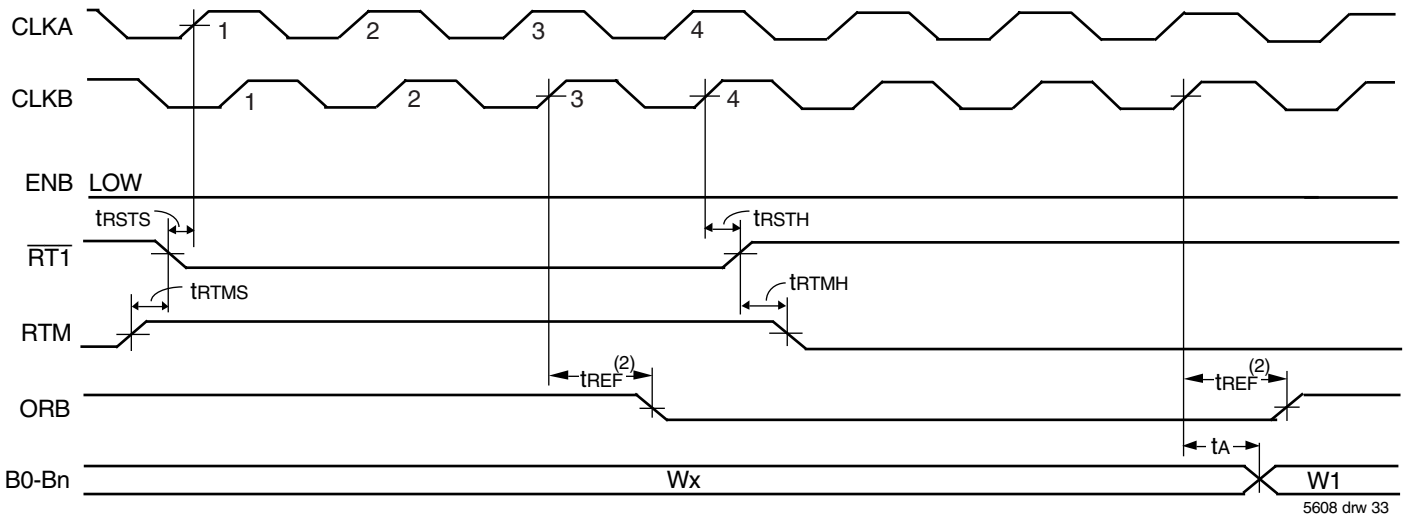 CLKA 1 2 3 4
CLKB 1 2 3 4
ENB LOW
tRSTS tRSTH
RT1
tRTMS tRTMH
RTM
tREF(2) tREF(2)
ORB
tA
B0-Bn Wx W1
5608 drw 33